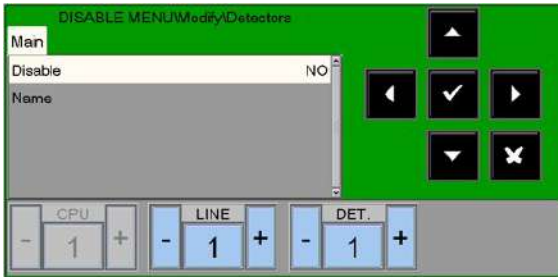 DISABLE MENU\Modify\Detectors
Main
Disable NO
Name
CPU LINE DET.
- 1 + - 1 + - 1 +